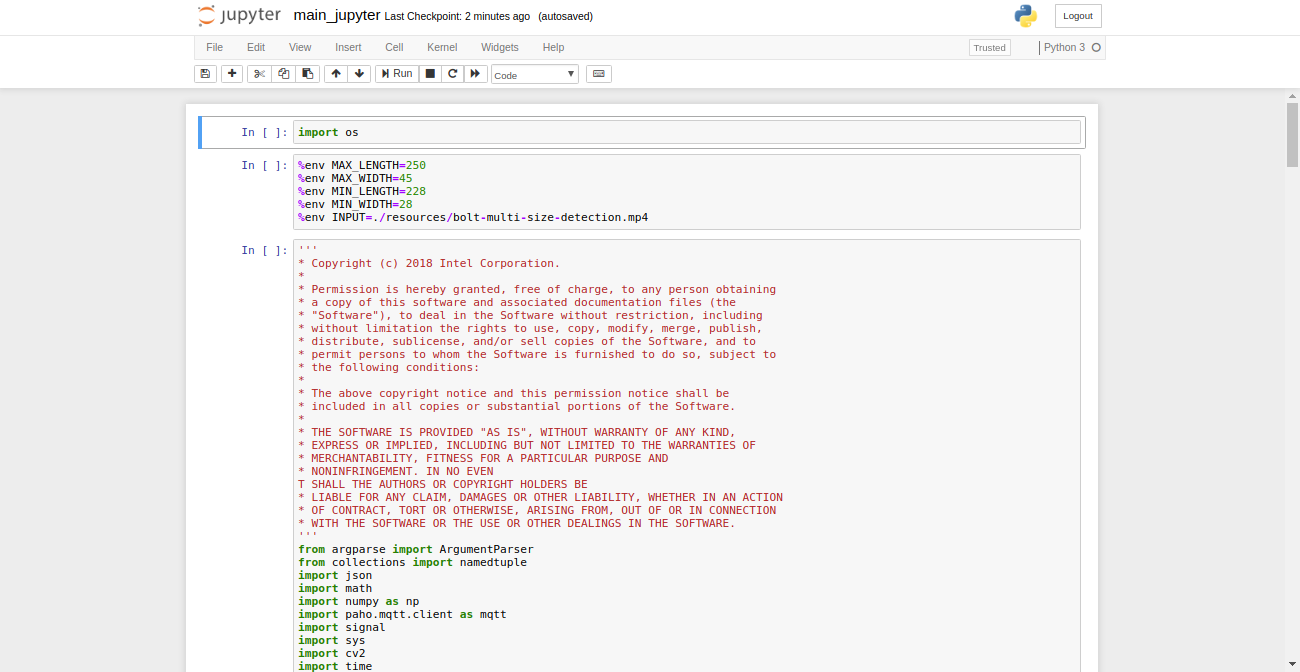 jupyter main_jupyter Last Checkpoint: 2 minutes ago (autosaved) Logout
File Edit View Insert Cell Kernel Widgets Help Trusted Python 3
Run Code
In [ ]: import os
In [ ]: %env MAX_LENGTH=250
%env MAX_WIDTH=45
%env MIN_LENGTH=228
%env MIN_WIDTH=28
%env INPUT=./resources/bolt-multi-size-detection.mp4
In [ ]: '''
* Copyright (c) 2018 Intel Corporation.
*
* Permission is hereby granted, free of charge, to any person obtaining
* a copy of this software and associated documentation files (the
* "Software"), to deal in the Software without restriction, including
* without limitation the rights to use, copy, modify, merge, publish,
* distribute, sublicense, and/or sell copies of the Software, and to
* permit persons to whom the Software is furnished to do so, subject to
* the following conditions:
*
* The above copyright notice and this permission notice shall be
* included in all copies or substantial portions of the Software.
*
* THE SOFTWARE IS PROVIDED "AS IS", WITHOUT WARRANTY OF ANY KIND,
* EXPRESS OR IMPLIED, INCLUDING BUT NOT LIMITED TO THE WARRANTIES OF
* MERCHANTABILITY, FITNESS FOR A PARTICULAR PURPOSE AND
* NONINFRINGEMENT. IN NO EVEN
T SHALL THE AUTHORS OR COPYRIGHT HOLDERS BE
* LIABLE FOR ANY CLAIM, DAMAGES OR OTHER LIABILITY, WHETHER IN AN ACTION
* OF CONTRACT, TORT OR OTHERWISE, ARISING FROM, OUT OF OR IN CONNECTION
* WITH THE SOFTWARE OR THE USE OR OTHER DEALINGS IN THE SOFTWARE.
'''
from argparse import ArgumentParser
from collections import namedtuple
import json
import math
import numpy as np
import paho.mqtt.client as mqtt
import signal
import sys
import cv2
import time